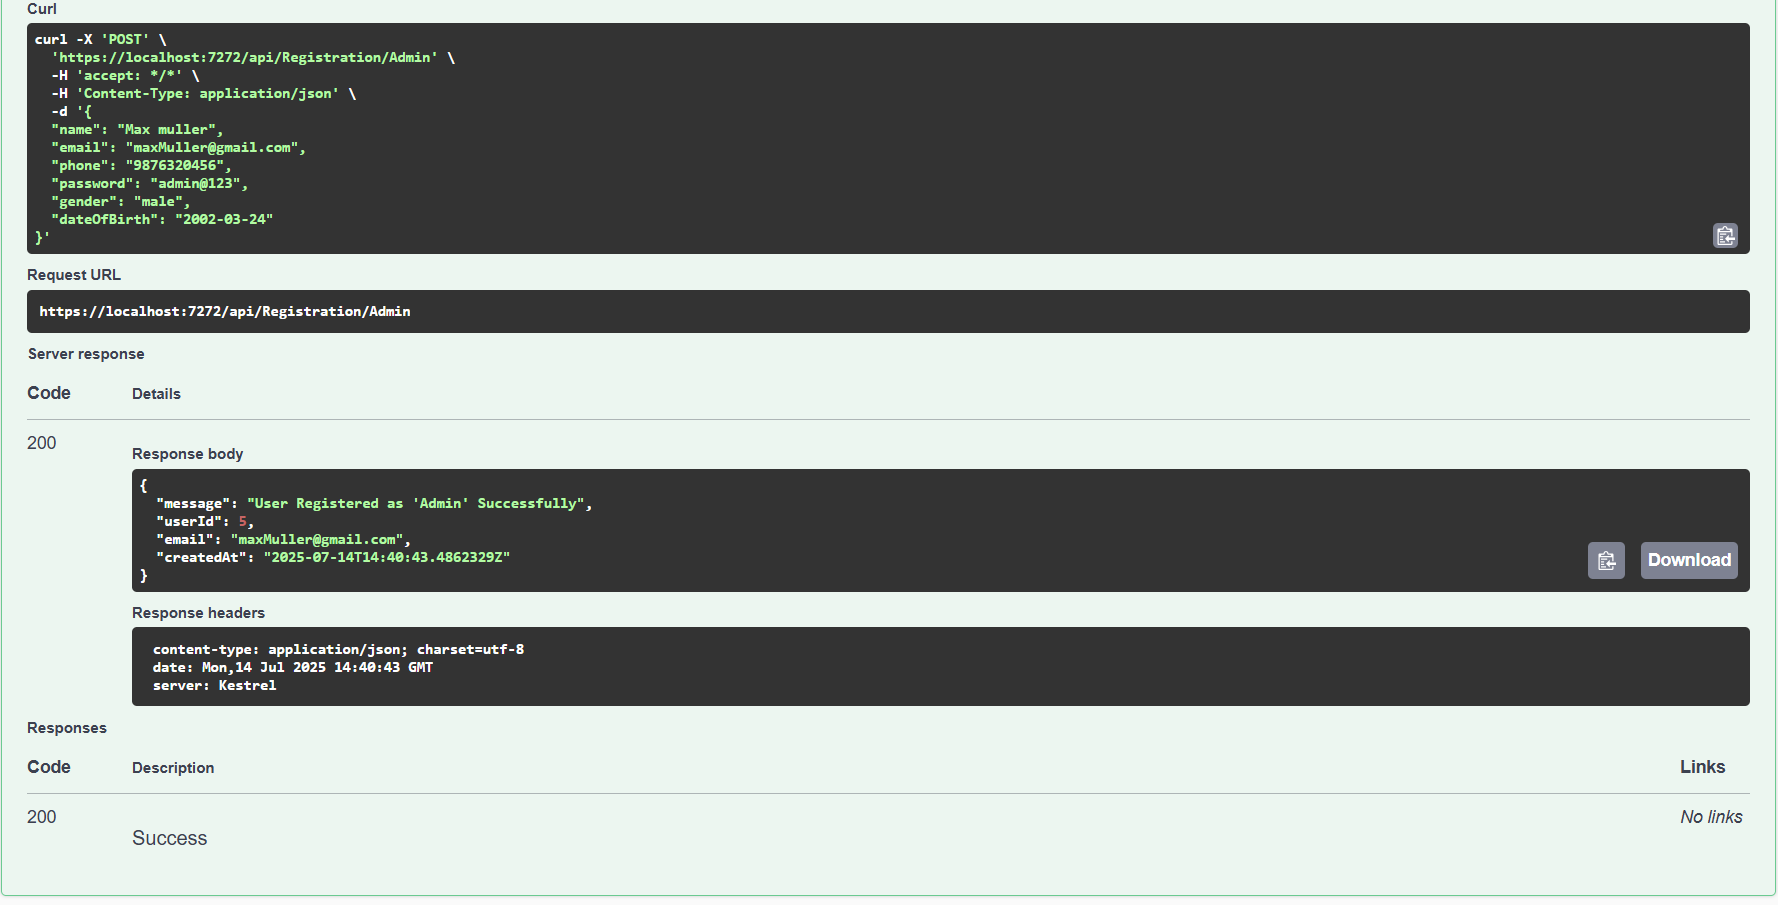 Curl
curl -X 'POST' \
'https://localhost:7272/api/Registration/Admin' \
-H 'accept: */*' \
-H 'Content-Type: application/json' \
-d '{
"name": "Max muller",
"email": "maxMuller@gmail.com",
"phone": "9876320456",
"password": "admin@123",
"gender": "male",
"dateOfBirth": "2002-03-24"
}'
Request URL
https://localhost:7272/api/Registration/Admin
Server response
Code Details
200
Response body
{
"message": "User Registered as 'Admin' Successfully",
"userId": 5,
"email": "maxMuller@gmail.com",
"createdAt": "2025-07-14T14:40:43.4862329Z"
}
Download
Response headers
content-type: application/json; charset=utf-8
date: Mon,14 Jul 2025 14:40:43 GMT
server: Kestrel
Responses
Code Description Links
200 No links
Success